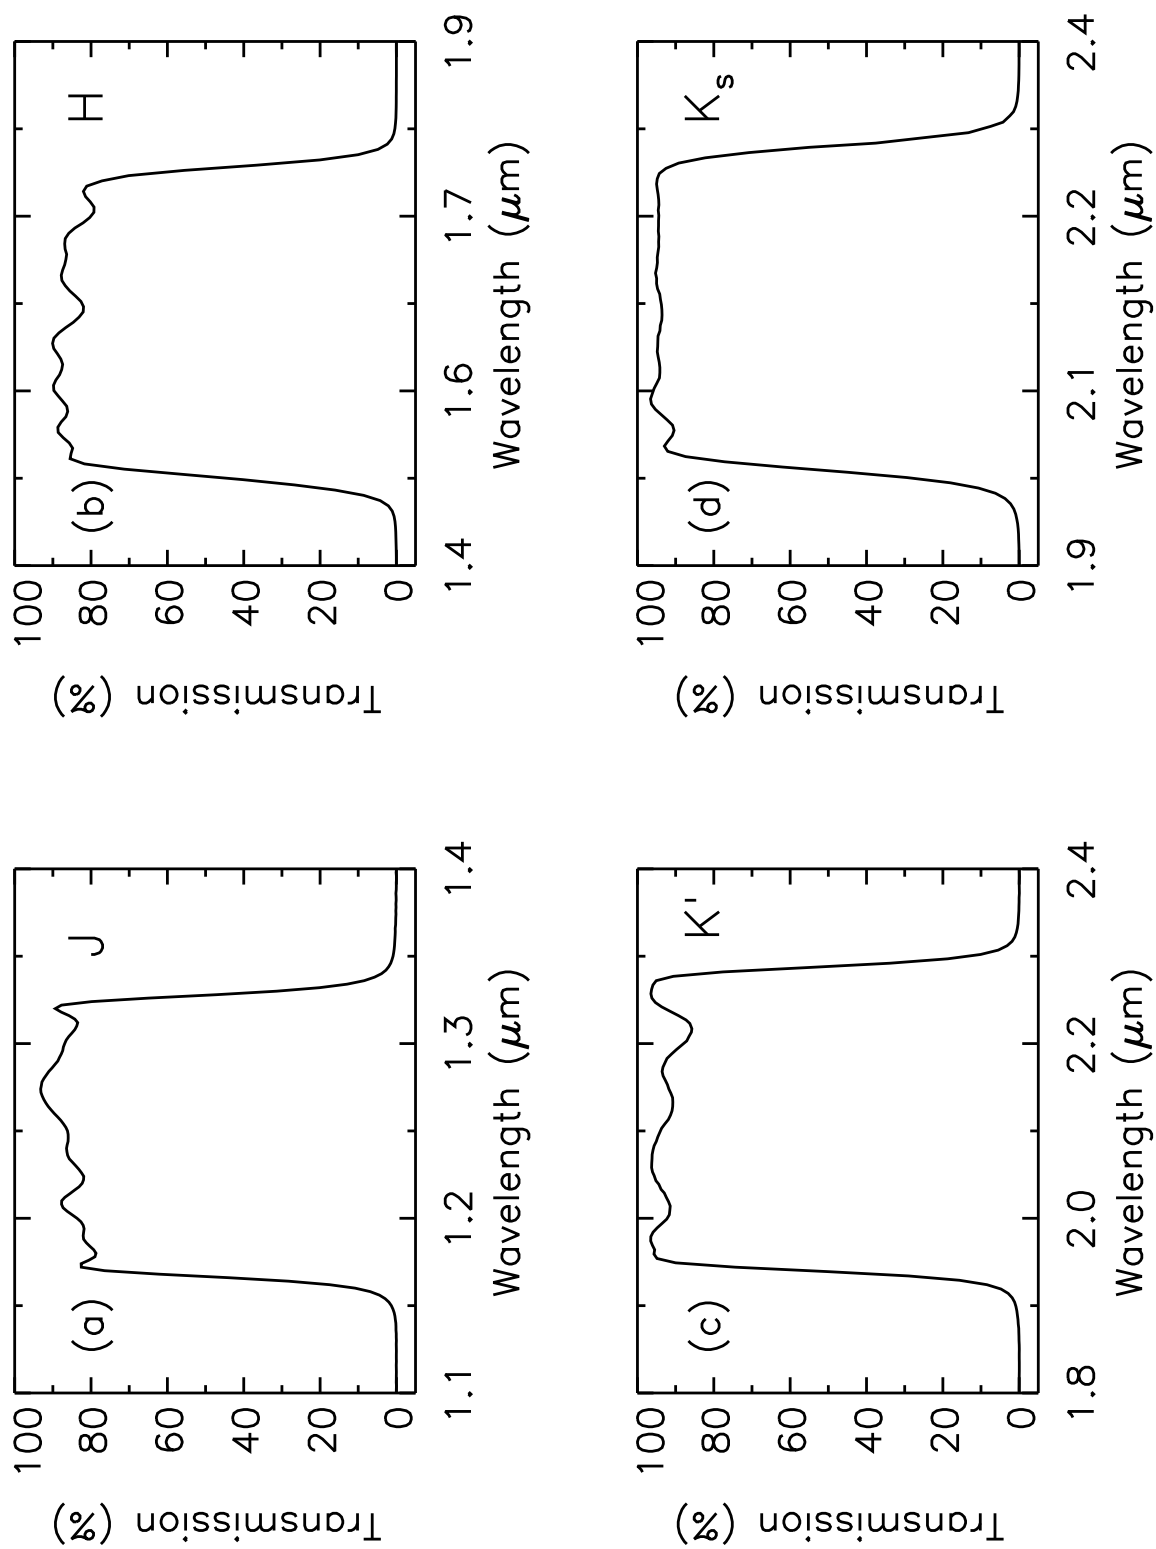 (a)
J
Transmission (%)
100
80
60
40
20
0
1.1
1.2
1.3
1.4
Wavelength (μm)
(b)
H
Transmission (%)
100
80
60
40
20
0
1.4
1.6
1.7
1.9
Wavelength (μm)
(c)
K'
Transmission (%)
100
80
60
40
20
0
1.8
2.0
2.2
2.4
Wavelength (μm)
(d)
Ks
Transmission (%)
100
80
60
40
20
0
1.9
2.1
2.2
2.4
Wavelength (μm)